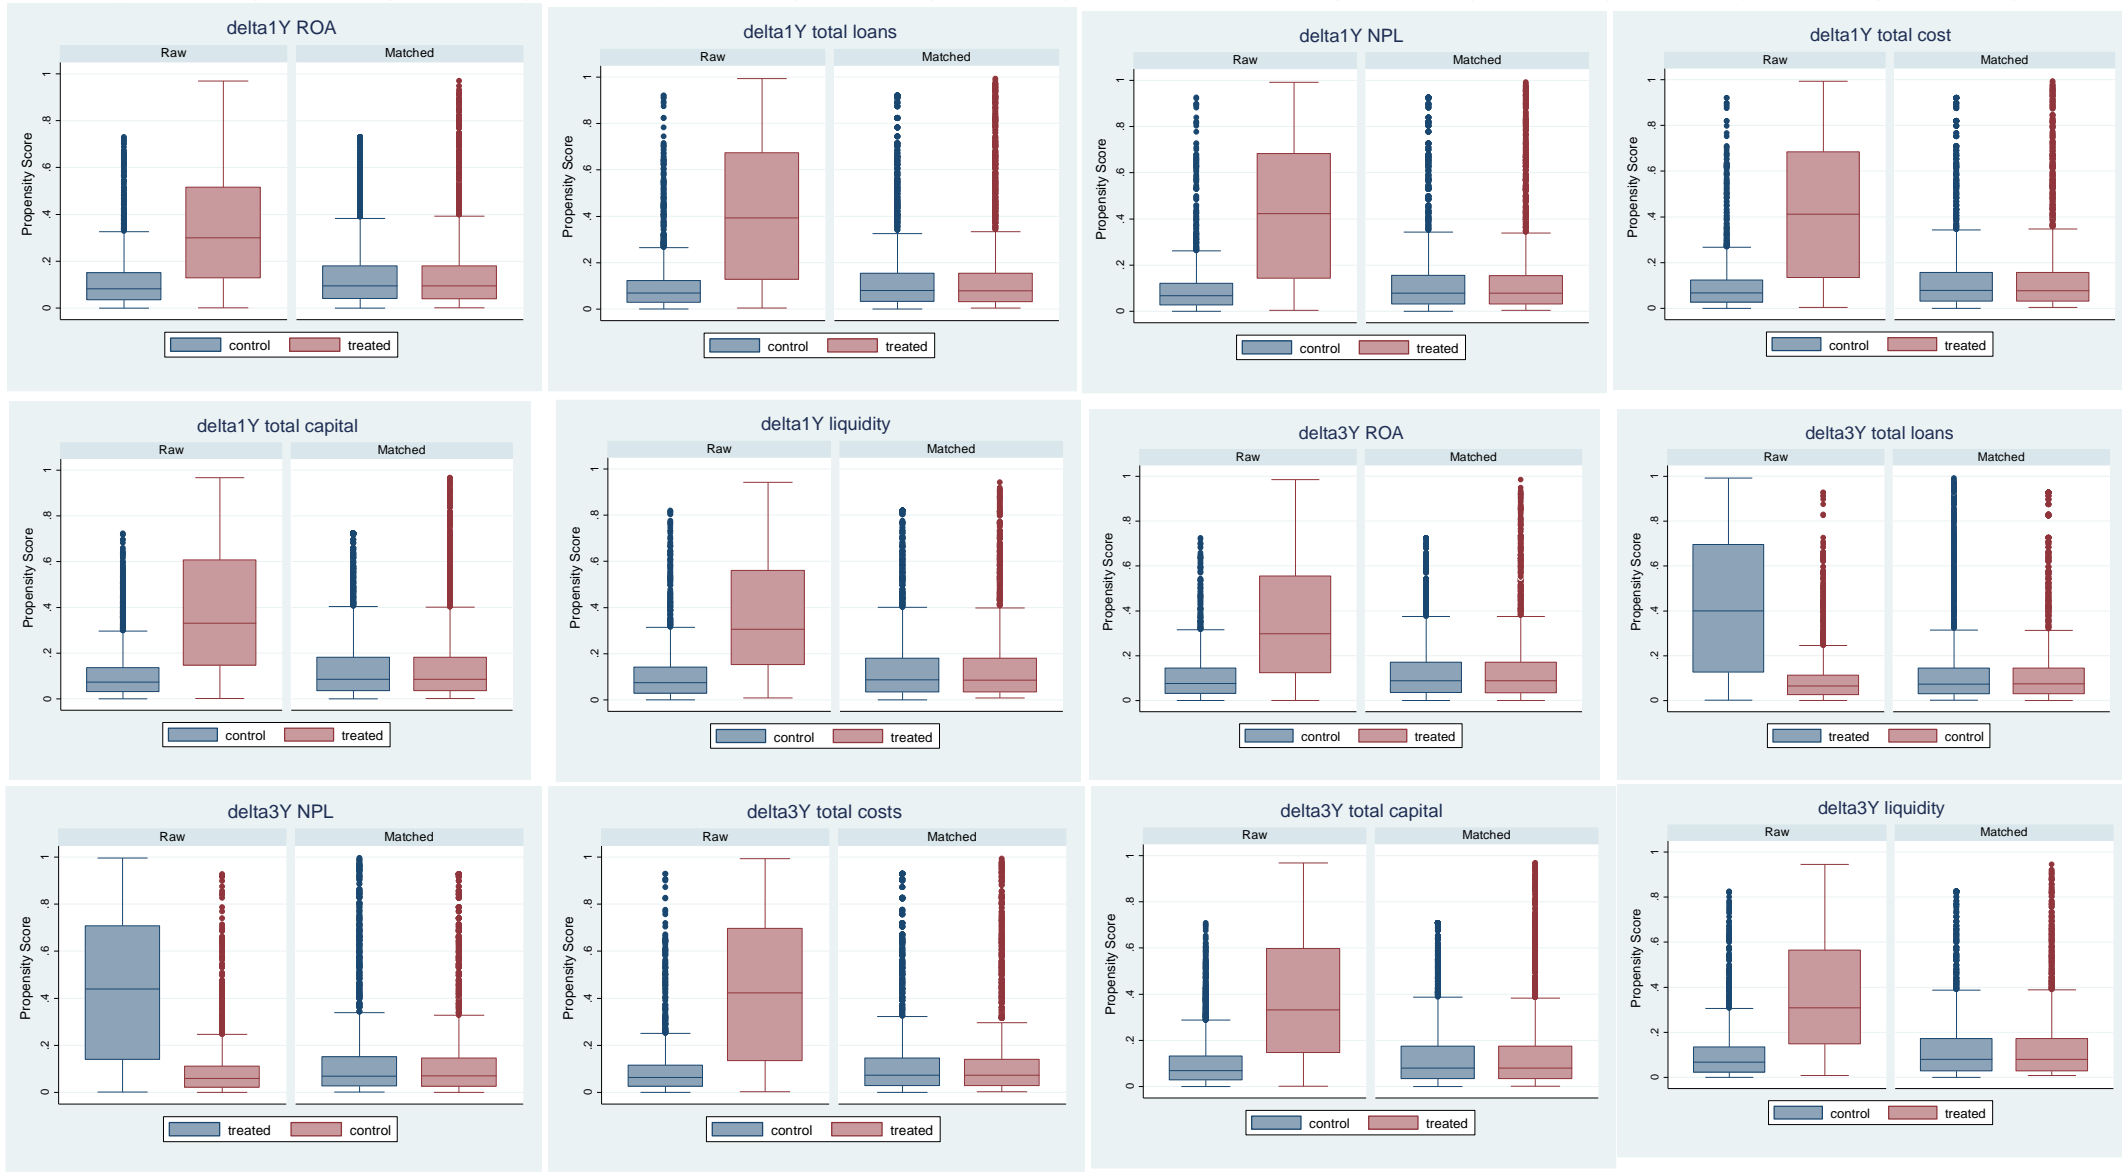 delta1Y ROA
Raw Matched
Propensity Score
0 .2 .4 .6 .8 1
control treated
delta1Y total loans
Raw Matched
Propensity Score
0 .2 .4 .6 .8 1
control treated
delta1Y NPL
Raw Matched
Propensity Score
0 .2 .4 .6 .8 1
control treated
delta1Y total cost
Raw Matched
Propensity Score
0 .2 .4 .6 .8 1
control treated
delta1Y total capital
Raw Matched
Propensity Score
0 .2 .4 .6 .8 1
control treated
delta1Y liquidity
Raw Matched
Propensity Score
0 .2 .4 .6 .8 1
control treated
delta3Y ROA
Raw Matched
Propensity Score
0 .2 .4 .6 .8 1
control treated
delta3Y total loans
Raw Matched
Propensity Score
0 .2 .4 .6 .8 1
treated control
delta3Y NPL
Raw Matched
Propensity Score
0 .2 .4 .6 .8 1
treated control
delta3Y total costs
Raw Matched
Propensity Score
0 .2 .4 .6 .8 1
control treated
delta3Y total capital
Raw Matched
Propensity Score
0 .2 .4 .6 .8 1
control treated
delta3Y liquidity
Raw Matched
Propensity Score
0 .2 .4 .6 .8 1
control treated